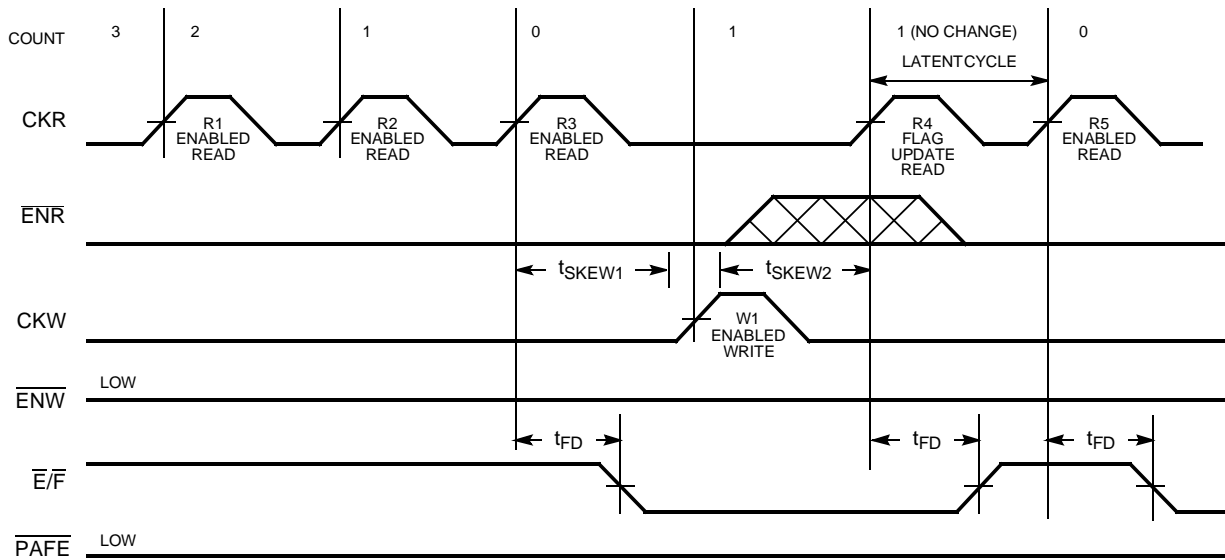 COUNT 3 2 1 0 1 1 (NO CHANGE) 0
LATENTCYCLE
CKR
R1 ENABLED READ
R2 ENABLED READ
R3 ENABLED READ
R4 FLAG UPDATE READ
R5 ENABLED READ
ENR
tSKEW1 tSKEW2
CKW
W1 ENABLED WRITE
ENW LOW
tFD tFD tFD
E/F
PAFE LOW